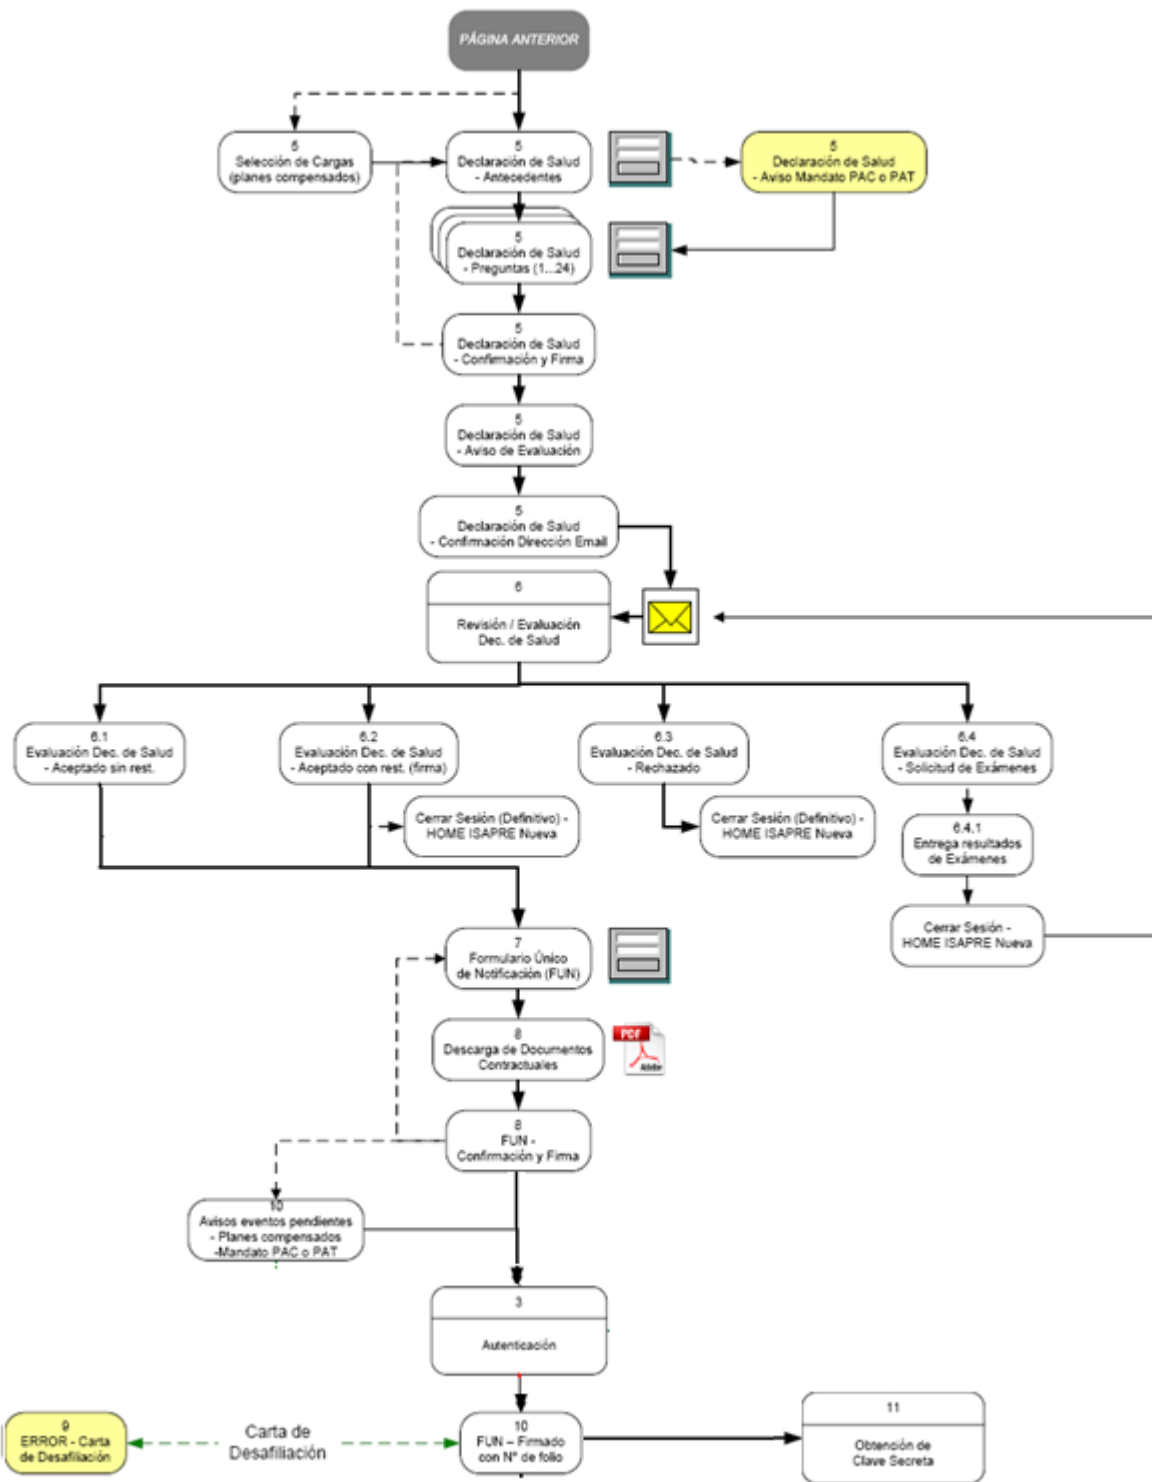 PÁGINA ANTERIOR
5
Selección de Cargas
(planes compensados)
5
Declaración de Salud
- Antecedentes
5
Declaración de Salud
- Aviso Mandato PAC o PAT
5
Declaración de Salud
- Preguntas (1...24)
5
Declaración de Salud
- Confirmación y Firma
5
Declaración de Salud
- Aviso de Evaluación
5
Declaración de Salud
- Confirmación Dirección Email
6
Revisión / Evaluación
Dec. de Salud
6.1
Evaluación Dec. de Salud
- Aceptado sin rest.
6.2
Evaluación Dec. de Salud
- Aceptado con rest. (firma)
6.3
Evaluación Dec. de Salud
- Rechazado
6.4
Evaluación Dec. de Salud
- Solicitud de Exámenes
Cerrar Sesión (Definitivo) -
HOME ISAPRE Nueva
Cerrar Sesión (Definitivo) -
HOME ISAPRE Nueva
6.4.1
Entrega resultados
de Exámenes
Cerrar Sesión -
HOME ISAPRE Nueva
7
Formulario Único
de Notificación (FUN)
8
Descarga de Documentos
Contractuales
PDF
Adobe
8
FUN -
Confirmación y Firma
10
Avisos eventos pendientes
- Planes compensados
-Mandato PAC o PAT
3
Autenticación
9
ERROR - Carta
de Desafiliación
Carta de
Desafiliación
10
FUN – Firmado
con N° de folio
11
Obtención de
Clave Secreta